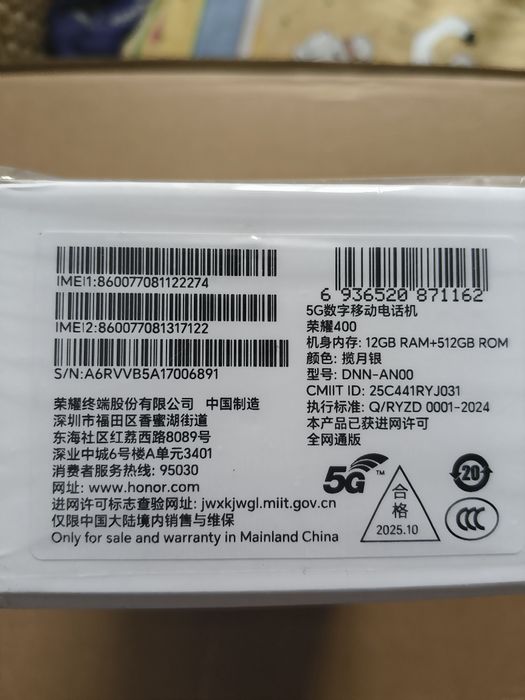 IMEI1:860077081122274
IMEI2:860077081317122
S/N:A6RVVB5A17006891
荣耀终端股份有限公司 中国制造
深圳市福田区香蜜湖街道
东海社区红荔西路8089号
深业中城6号楼A单元3401
消费者服务热线: 95030
网址: www.honor.com
进网许可标志查验网址: jwxkjwgl.miit.gov.cn
仅限中国大陆境内销售与维保
Only for sale and warranty in Mainland China
6 936520 871162
5G数字移动电话机
荣耀400
机身内存: 12GB RAM+512GB ROM
颜色: 揽月银
型号: DNN-AN00
CMIIT ID: 25C441RYJ031
执行标准: Q/RYZD 0001-2024
本产品已获进网许可
全网通版
5G™
合格
2025.10
20
CCC